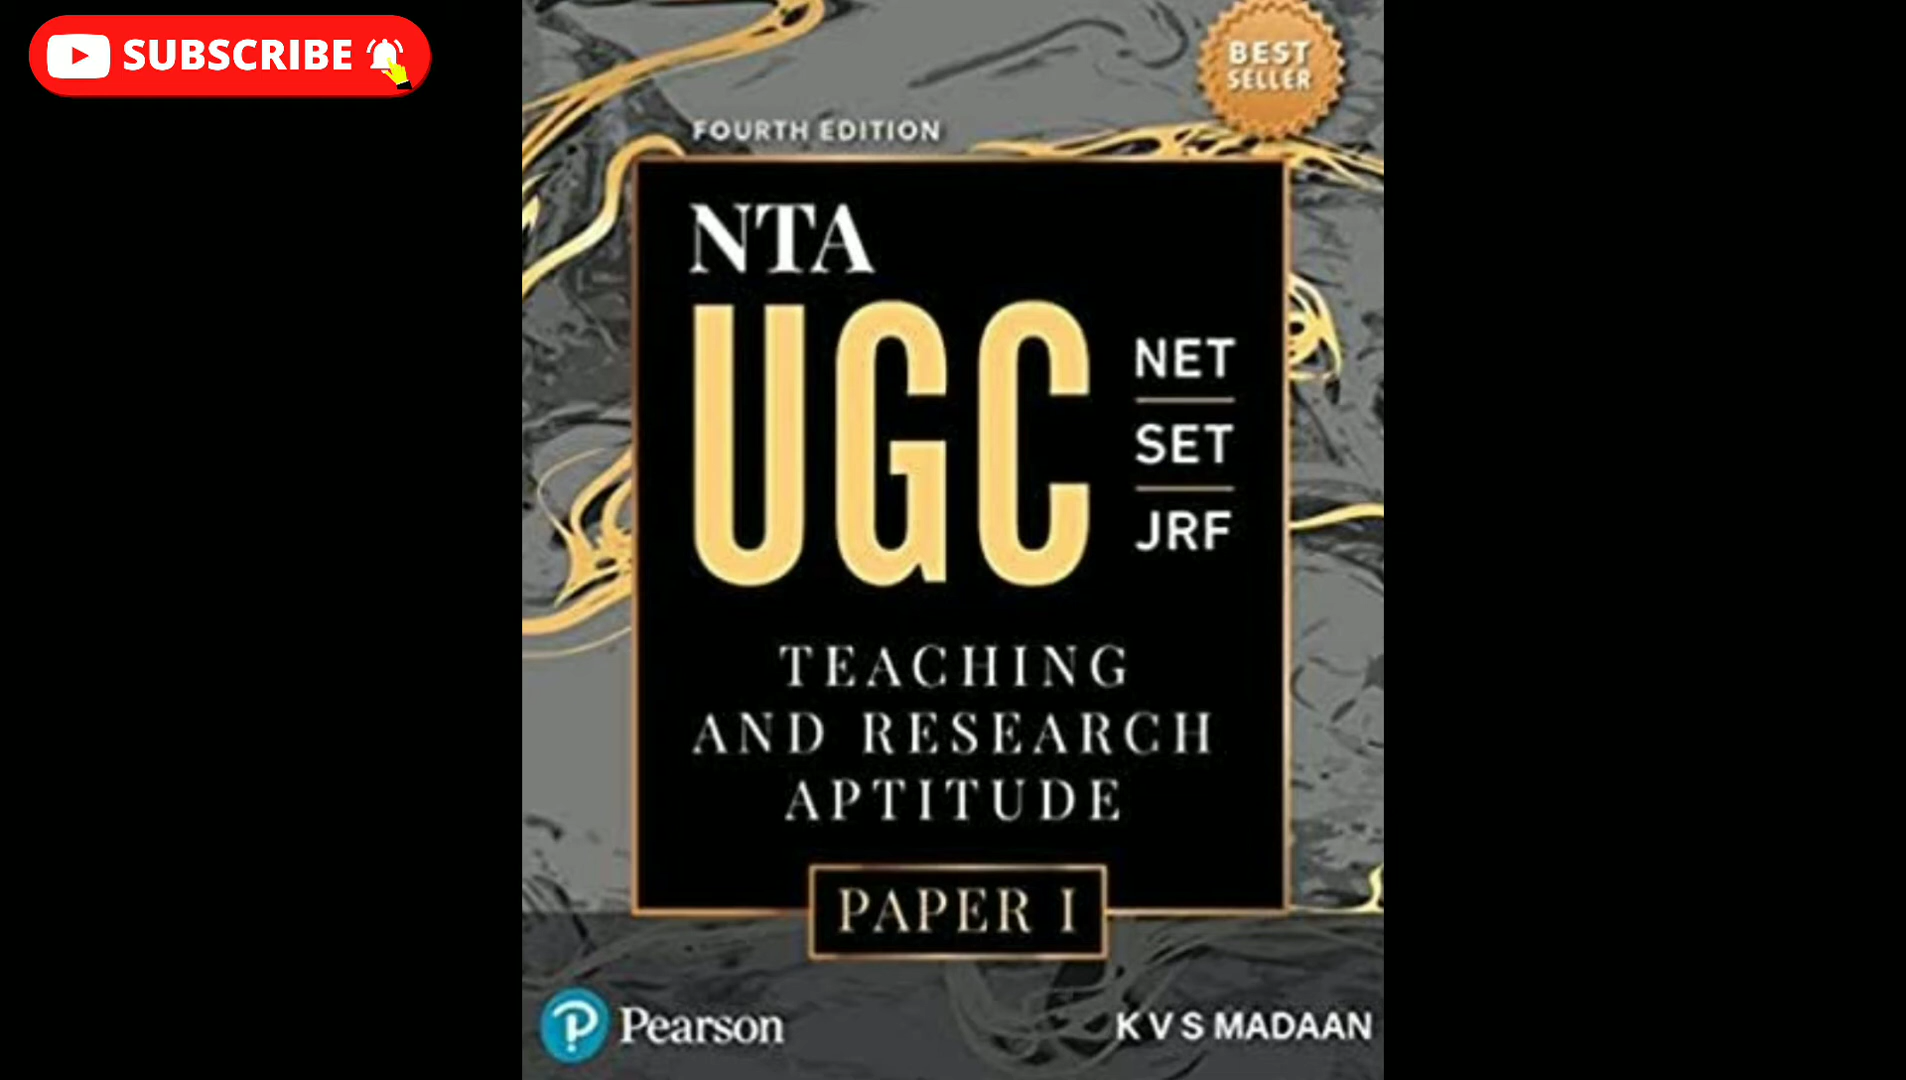 SUBSCRIBE
BEST
SELLER
FOURTH EDITION
NTA
UGC
NET
SET
JRF
TEACHING
AND RESEARCH
APTITUDE
PAPER I
Pearson
K V S MADAAN